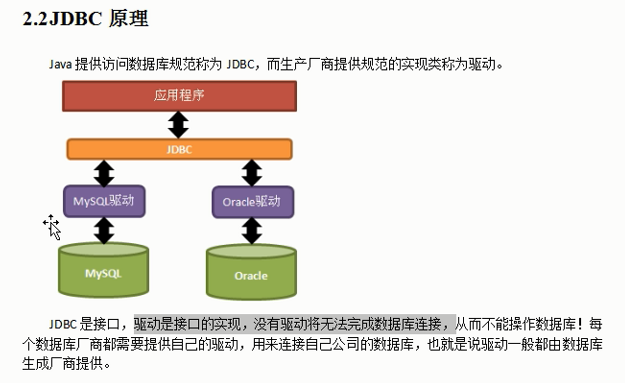 2.2JDBC 原理
Java 提供访问数据库规范称为 JDBC，而生产厂商提供规范的实现类称为驱动。
应用程序
JDBC
MySQL驱动
Oracle驱动
MySQL
Oracle
JDBC 是接口，驱动是接口的实现，没有驱动将无法完成数据库连接，从而不能操作数据库！每
个数据库厂商都需要提供自己的驱动，用来连接自己公司的数据库，也就是说驱动一般都由数据库
生成厂商提供。